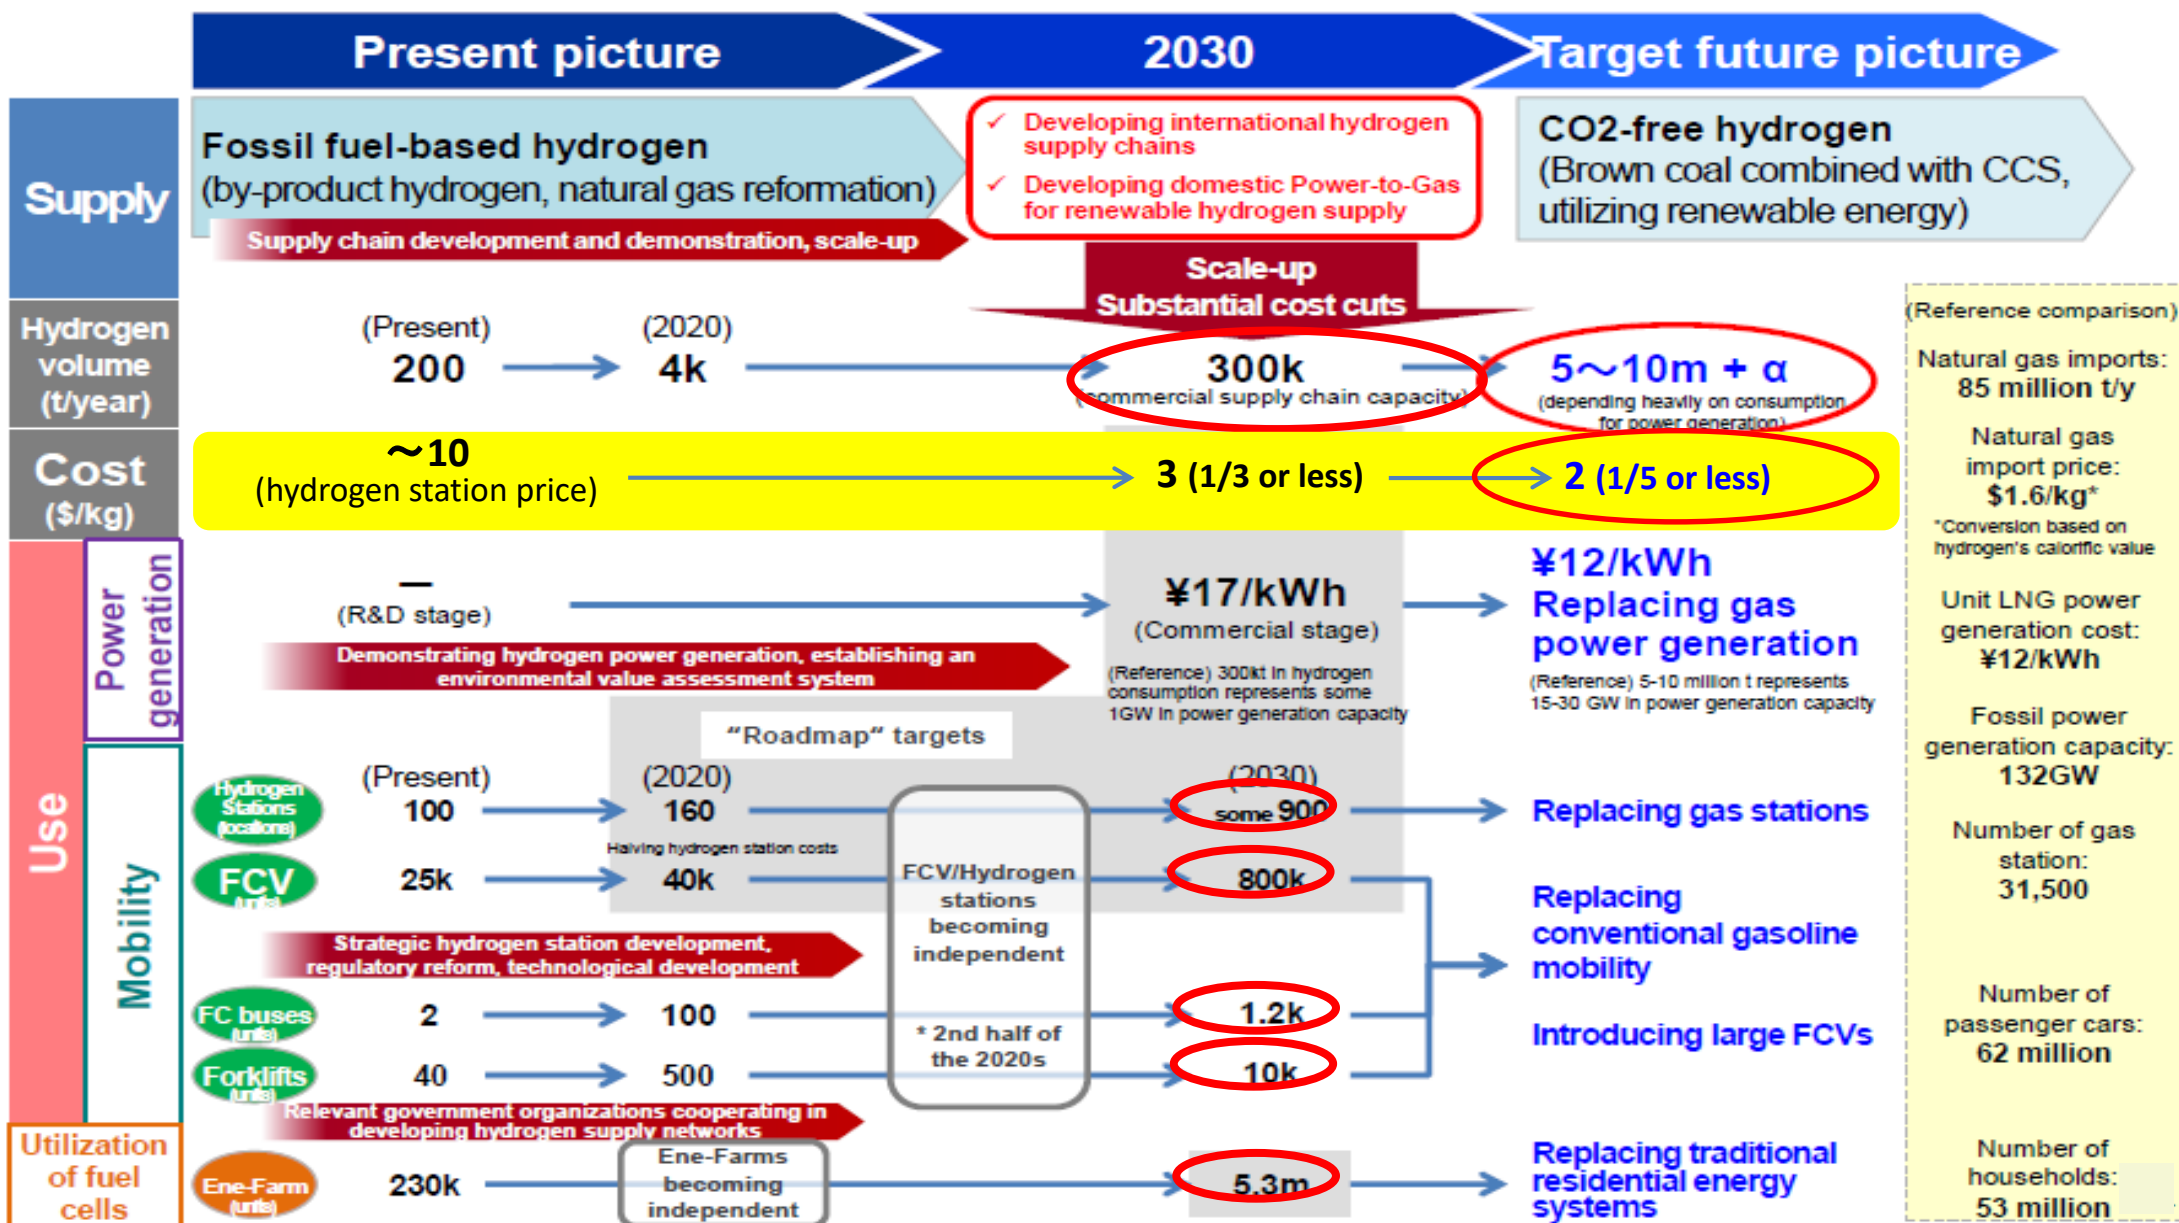 Present picture
2030
Target future picture
Supply
Fossil fuel-based hydrogen
(by-product hydrogen, natural gas reformation)
Supply chain development and demonstration, scale-up
✓ Developing international hydrogen
supply chains
✓ Developing domestic Power-to-Gas
for renewable hydrogen supply
CO2-free hydrogen
(Brown coal combined with CCS,
utilizing renewable energy)
Scale-up
Substantial cost cuts
Hydrogen
volume
(t/year)
(Present)
200
(2020)
4k
300k
(commercial supply chain capacity)
5~10m + α
(depending heavily on consumption
for power generation)
Cost
($/kg)
~10
(hydrogen station price)
3 (1/3 or less)
2 (1/5 or less)
Use
Power
generation
—
(R&D stage)
¥17/kWh
(Commercial stage)
(Reference) 300kt in hydrogen
consumption represents some
1GW in power generation capacity
¥12/kWh
Replacing gas
power generation
(Reference) 5-10 million t represents
15-30 GW in power generation capacity
Demonstrating hydrogen power generation, establishing an
environmental value assessment system
"Roadmap" targets
Mobility
(Present)
(2020)
(2030)
Hydrogen
Stations
(locations)
100
160
some 900
Replacing gas stations
Halving hydrogen station costs
FCV
(units)
25k
40k
800k
FCV/Hydrogen
stations
becoming
independent
* 2nd half of
the 2020s
Replacing
conventional gasoline
mobility
Strategic hydrogen station development,
regulatory reform, technological development
FC buses
(units)
2
100
1.2k
Introducing large FCVs
Forklifts
(units)
40
500
10k
Relevant government organizations cooperating in
developing hydrogen supply networks
Utilization
of fuel
cells
Ene-Farm
(units)
230k
Ene-Farms
becoming
independent
5.3m
Replacing traditional
residential energy
systems
(Reference comparison)
Natural gas imports:
85 million t/y
Natural gas
import price:
$1.6/kg*
*Conversion based on
hydrogen's calorific value
Unit LNG power
generation cost:
¥12/kWh
Fossil power
generation capacity:
132GW
Number of gas
station:
31,500
Number of
passenger cars:
62 million
Number of
households:
53 million